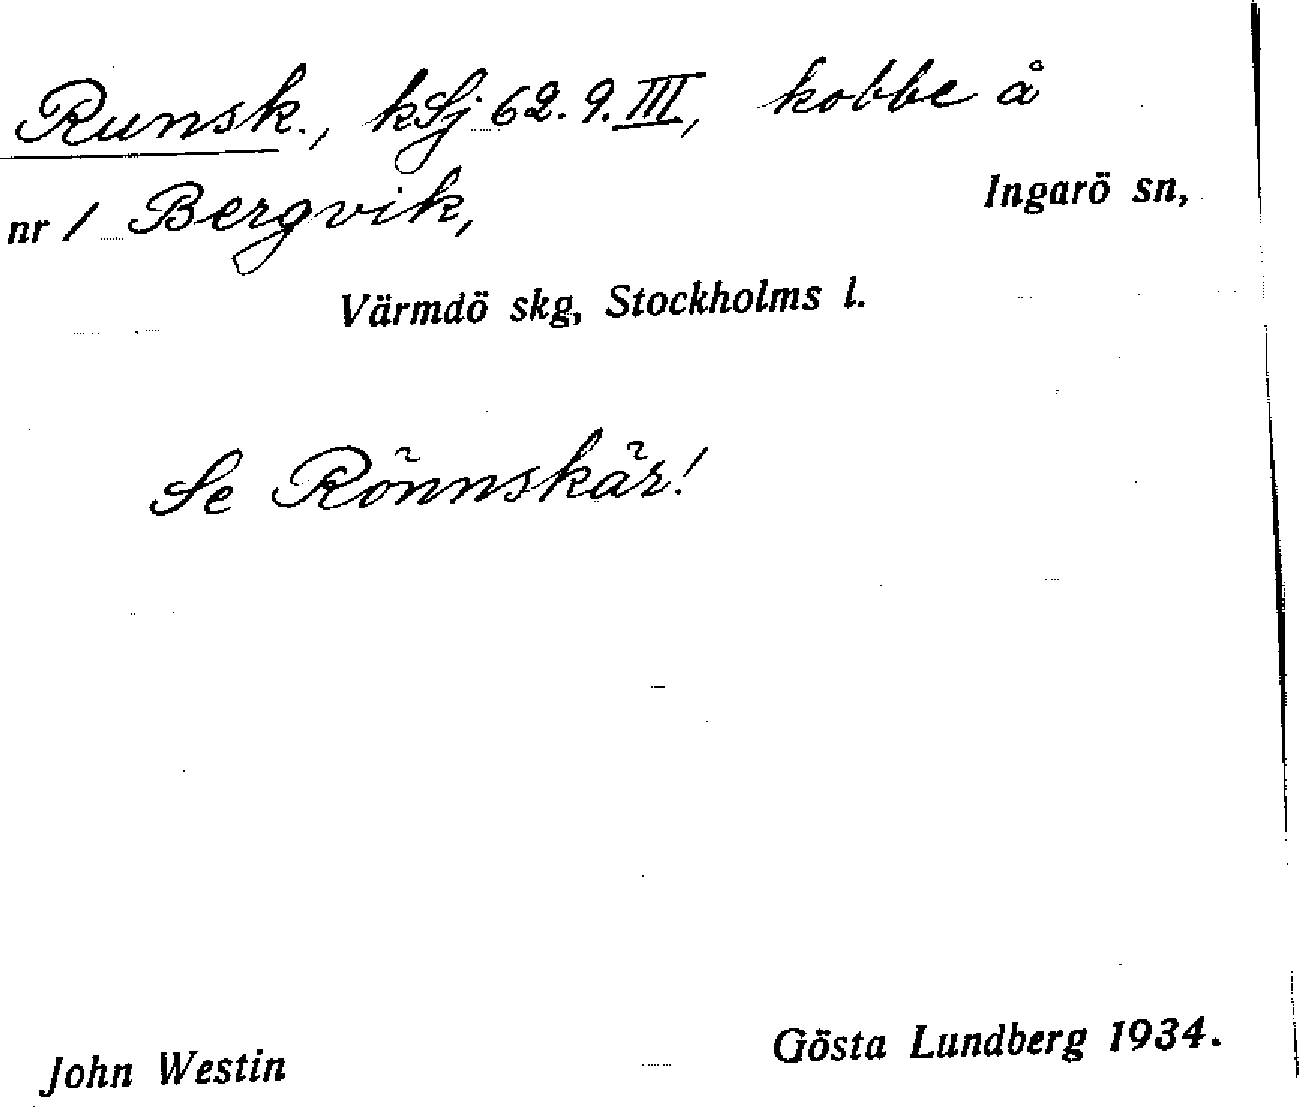 Runsk., kSj 62.9.III, kobbe å
nr 1 Bergvik, Ingarö sn,
Värmdö skg, Stockholms l.
Se Rönnskär!
John Westin Gösta Lundberg 1934.